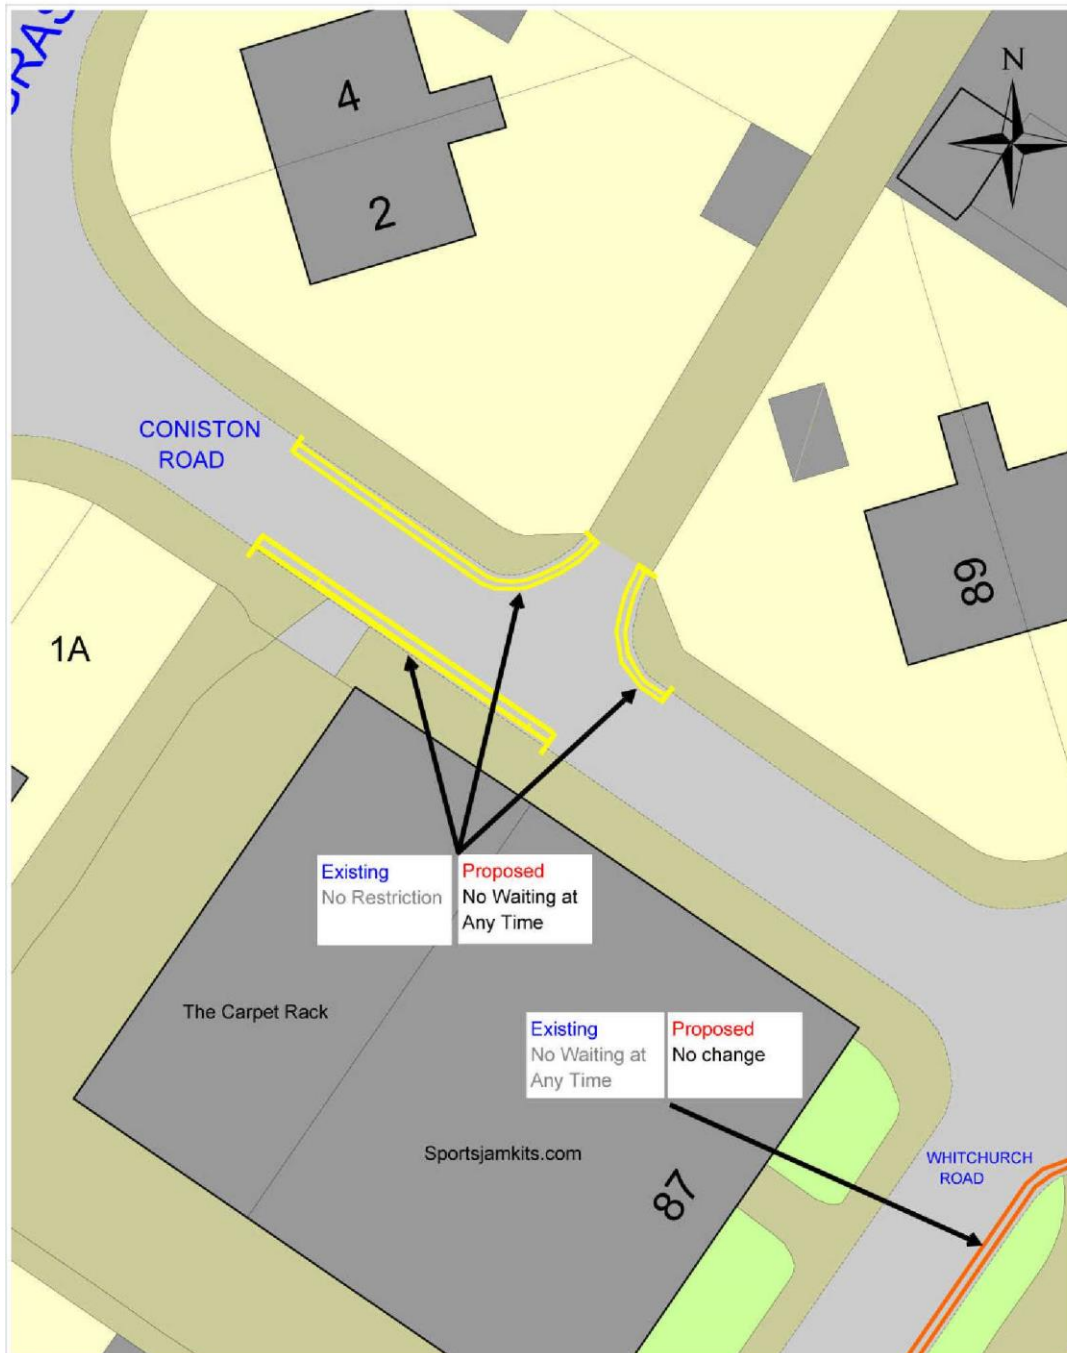 N
4
2
CONISTON
ROAD
89
1A
Existing
No Restriction
Proposed
No Waiting at
Any Time
The Carpet Rack
Existing
No Waiting at
Any Time
Proposed
No change
Sportsjamkits.com
87
WHITCHURCH
ROAD